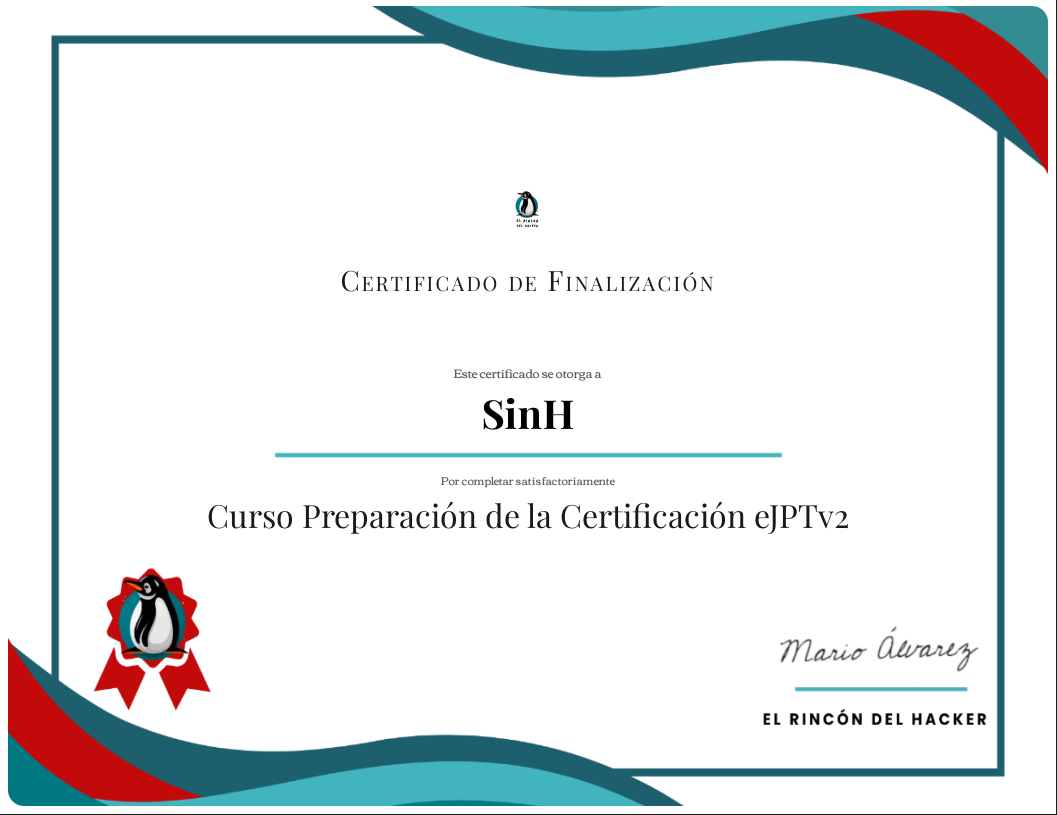 EL RINCÓN
DEL HACKER
Certificado de Finalización
Este certificado se otorga a
SinH
Por completar satisfactoriamente
Curso Preparación de la Certificación eJPTv2
Mario Álvarez
EL RINCÓN DEL HACKER